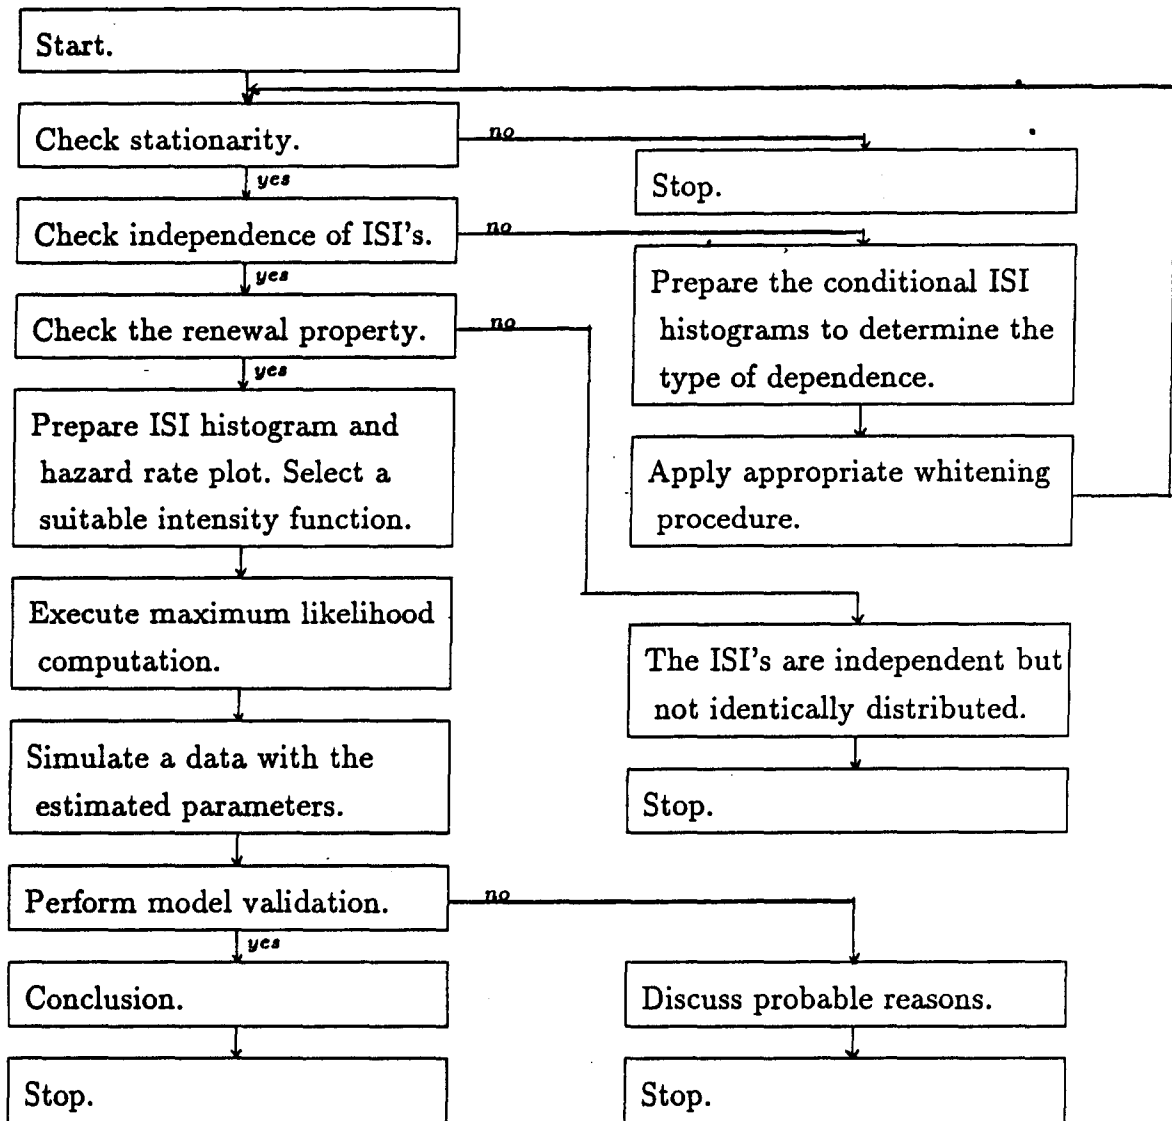 Start.
Check stationarity.
no
Stop.
yes
Check independence of ISI's.
no
yes
Prepare the conditional ISI
histograms to determine the
type of dependence.
Check the renewal property.
no
yes
Prepare ISI histogram and
hazard rate plot. Select a
suitable intensity function.
Apply appropriate whitening
procedure.
Execute maximum likelihood
computation.
The ISI's are independent but
not identically distributed.
Simulate a data with the
estimated parameters.
Stop.
Perform model validation.
no
yes
Conclusion.
Discuss probable reasons.
Stop.
Stop.